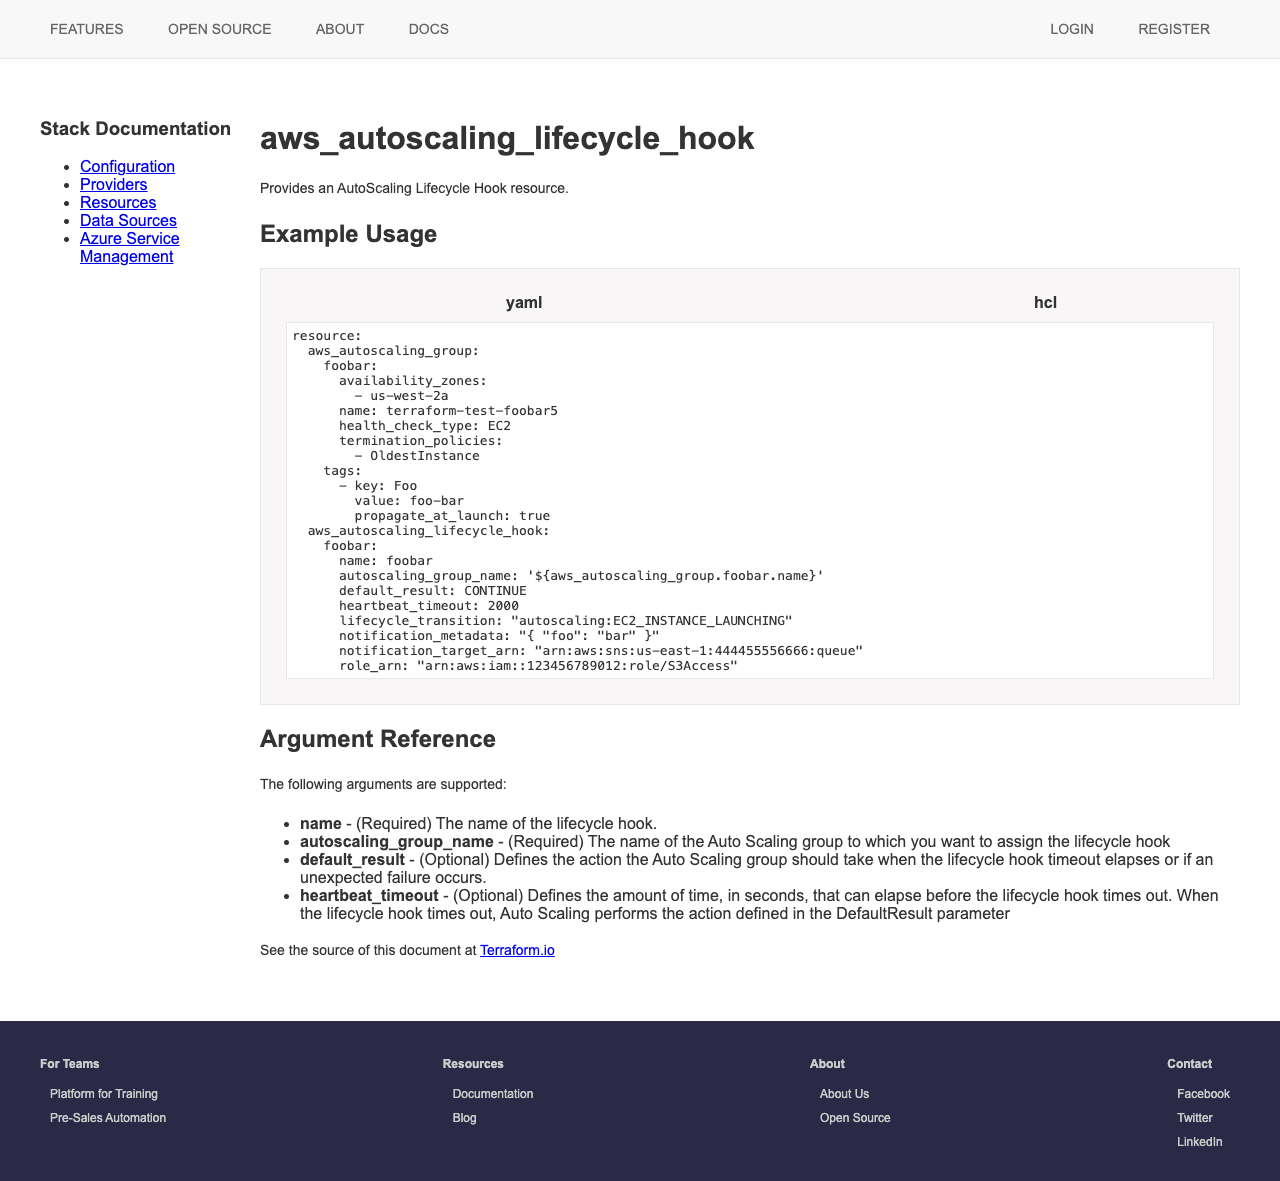 FEATURES OPEN SOURCE ABOUT DOCS LOGIN REGISTER
Stack Documentation
Configuration
Providers
Resources
Data Sources
Azure Service
Management
aws_autoscaling_lifecycle_hook
Provides an AutoScaling Lifecycle Hook resource.
Example Usage
yaml hcl
resource:
  aws_autoscaling_group:
    foobar:
      availability_zones:
        - us-west-2a
      name: terraform-test-foobar5
      health_check_type: EC2
      termination_policies:
        - OldestInstance
    tags:
      - key: Foo
        value: foo-bar
        propagate_at_launch: true
  aws_autoscaling_lifecycle_hook:
    foobar:
      name: foobar
      autoscaling_group_name: '${aws_autoscaling_group.foobar.name}'
      default_result: CONTINUE
      heartbeat_timeout: 2000
      lifecycle_transition: "autoscaling:EC2_INSTANCE_LAUNCHING"
      notification_metadata: "{ "foo": "bar" }"
      notification_target_arn: "arn:aws:sns:us-east-1:444455556666:queue"
      role_arn: "arn:aws:iam::123456789012:role/S3Access"
Argument Reference
The following arguments are supported:
name - (Required) The name of the lifecycle hook.
autoscaling_group_name - (Required) The name of the Auto Scaling group to which you want to assign the lifecycle hook
default_result - (Optional) Defines the action the Auto Scaling group should take when the lifecycle hook timeout elapses or if an
unexpected failure occurs.
heartbeat_timeout - (Optional) Defines the amount of time, in seconds, that can elapse before the lifecycle hook times out. When
the lifecycle hook times out, Auto Scaling performs the action defined in the DefaultResult parameter
See the source of this document at Terraform.io
For Teams
Platform for Training
Pre-Sales Automation
Resources
Documentation
Blog
About
About Us
Open Source
Contact
Facebook
Twitter
LinkedIn